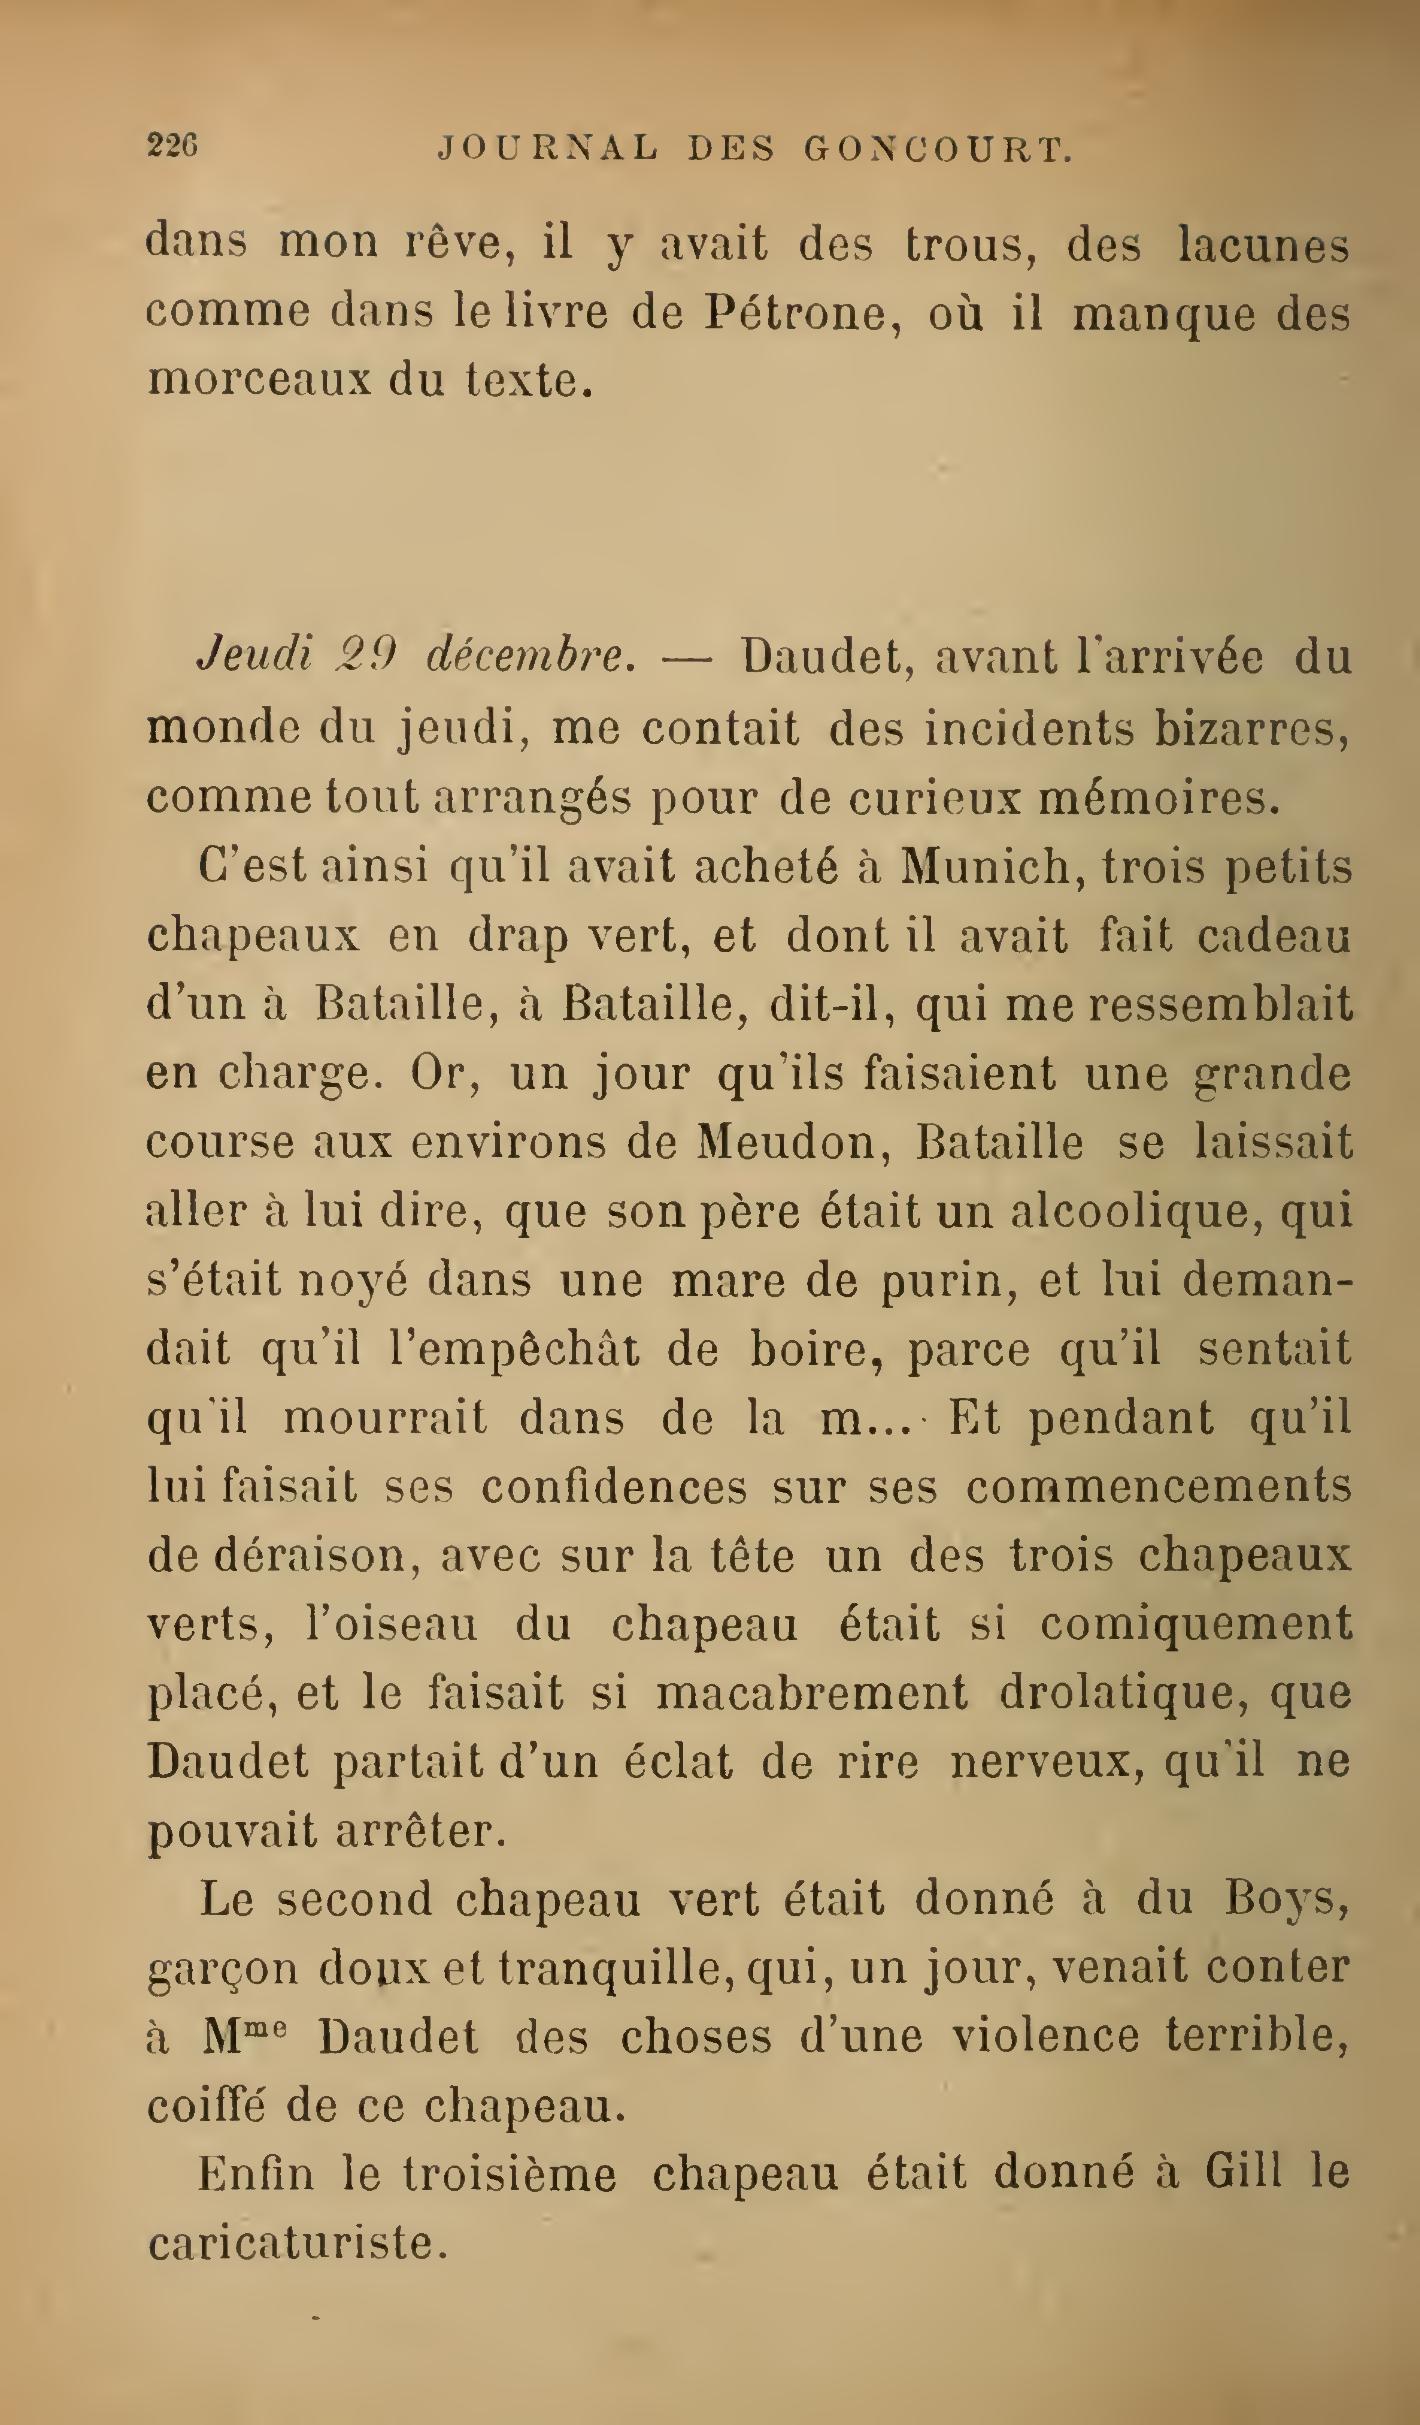 226 JOURNAL DES GONCOURT.
dans mon rêve, il y avait des trous, des lacunes
comme dans le livre de Pétrone, où il manque des
morceaux du texte.
Jeudi 29 décembre. — Daudet, avant l'arrivée du
monde du jeudi, me contait des incidents bizarres,
comme tout arrangés pour de curieux mémoires.
C'est ainsi qu'il avait acheté à Munich, trois petits
chapeaux en drap vert, et dont il avait fait cadeau
d'un à Bataille, à Bataille, dit-il, qui me ressemblait
en charge. Or, un jour qu'ils faisaient une grande
course aux environs de Meudon, Bataille se laissait
aller à lui dire, que son père était un alcoolique, qui
s'était noyé dans une mare de purin, et lui deman-
dait qu'il l'empêchât de boire, parce qu'il sentait
qu'il mourrait dans de la m... Et pendant qu'il
lui faisait ses confidences sur ses commencements
de déraison, avec sur la tête un des trois chapeaux
verts, l'oiseau du chapeau était si comiquement
placé, et le faisait si macabrement drolatique, que
Daudet partait d'un éclat de rire nerveux, qu'il ne
pouvait arrêter.
Le second chapeau vert était donné à du Boys,
garçon doux et tranquille, qui, un jour, venait conter
à Mme Daudet des choses d'une violence terrible,
coiffé de ce chapeau.
Enfin le troisième chapeau était donné à Gill le
caricaturiste.